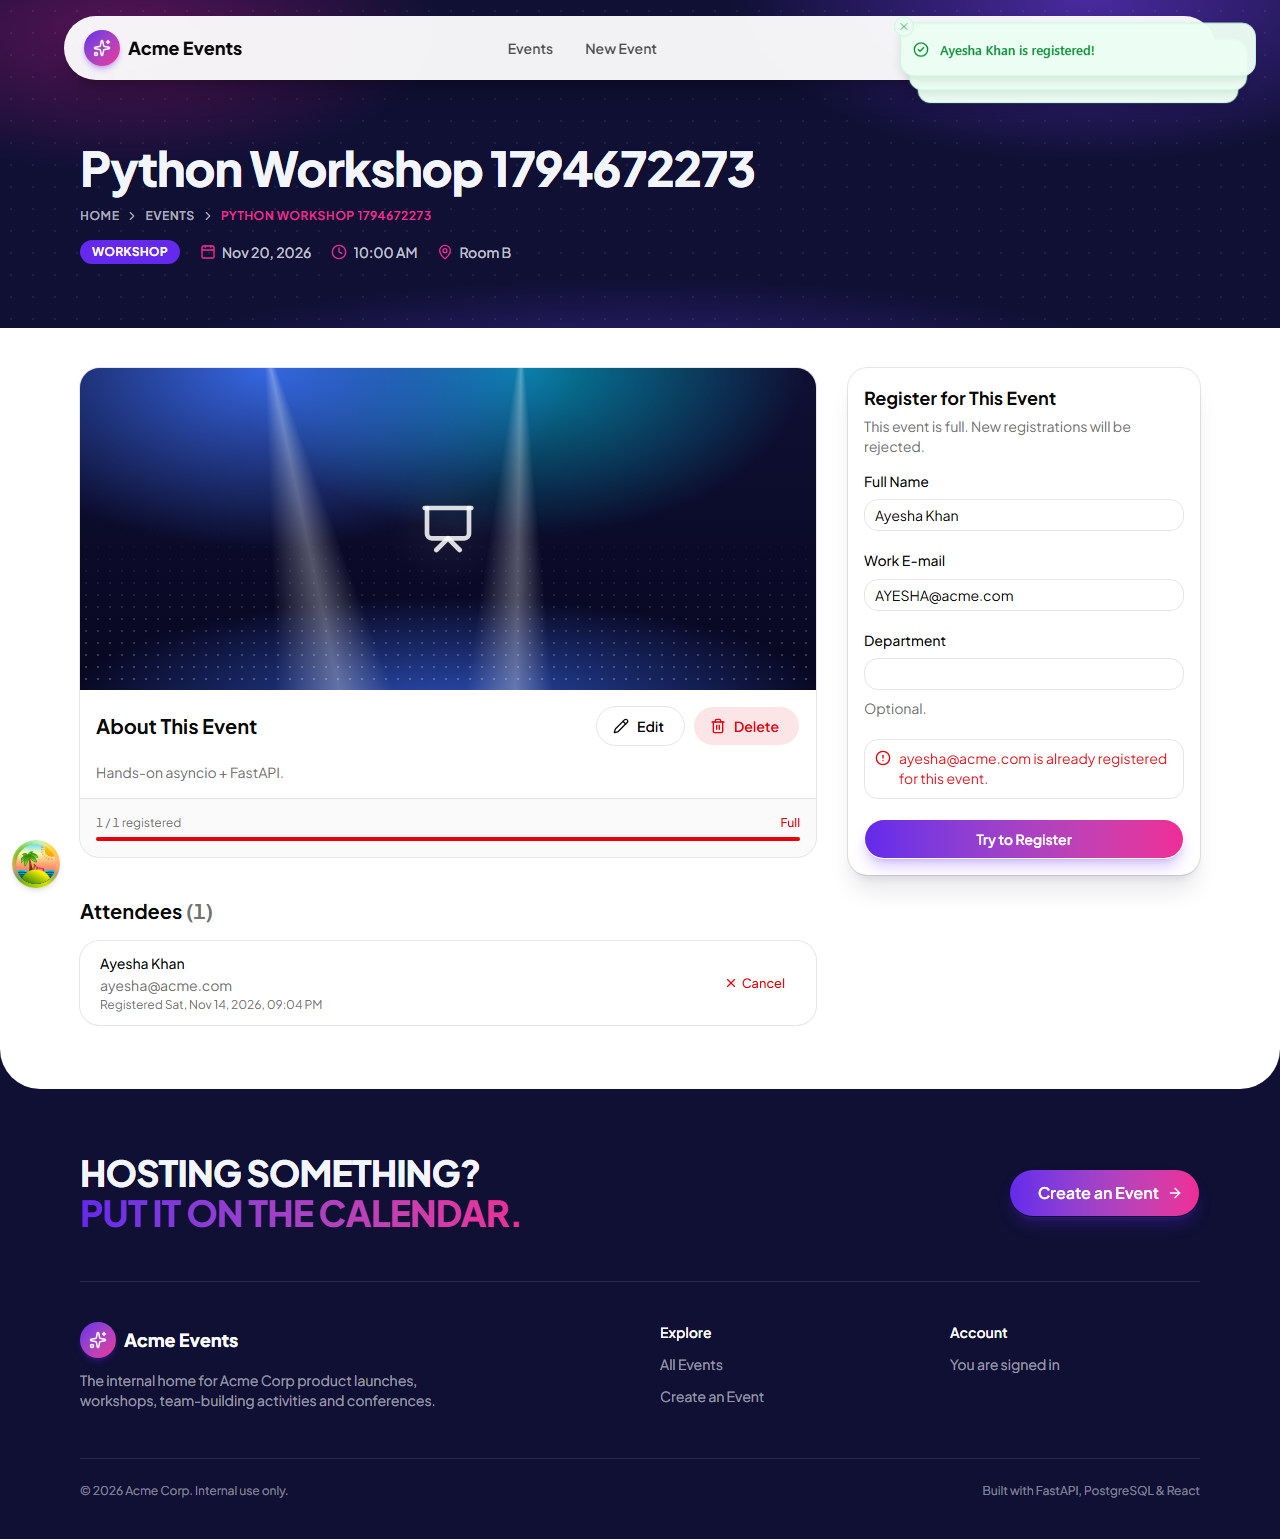 Acme Events
Events
New Event
Ayesha Khan is registered!
Python Workshop 1794672273
HOME > EVENTS > PYTHON WORKSHOP 1794672273
WORKSHOP
Nov 20, 2026
10:00 AM
Room B
About This Event
Edit
Delete
Hands-on asyncio + FastAPI.
1 / 1 registered
Full
Attendees (1)
Ayesha Khan
ayesha@acme.com
Registered Sat, Nov 14, 2026, 09:04 PM
Cancel
Register for This Event
This event is full. New registrations will be
rejected.
Full Name
Ayesha Khan
Work E-mail
AYESHA@acme.com
Department
Optional.
ayesha@acme.com is already registered
for this event.
Try to Register
HOSTING SOMETHING?
PUT IT ON THE CALENDAR.
Create an Event
Acme Events
The internal home for Acme Corp product launches,
workshops, team-building activities and conferences.
Explore
All Events
Create an Event
Account
You are signed in
© 2026 Acme Corp. Internal use only.
Built with FastAPI, PostgreSQL & React